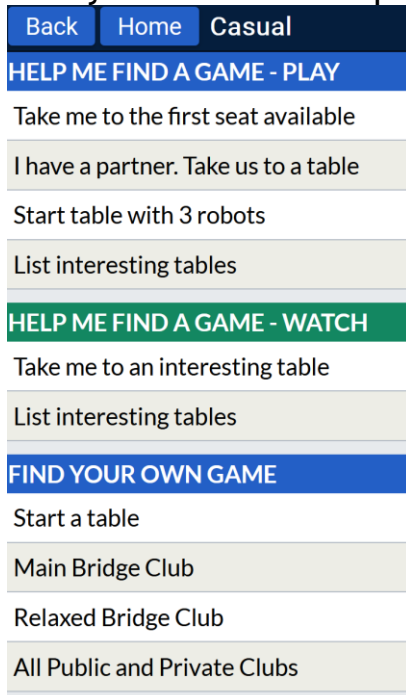 Back Home Casual
HELP ME FIND A GAME - PLAY
Take me to the first seat available
I have a partner. Take us to a table
Start table with 3 robots
List interesting tables
HELP ME FIND A GAME - WATCH
Take me to an interesting table
List interesting tables
FIND YOUR OWN GAME
Start a table
Main Bridge Club
Relaxed Bridge Club
All Public and Private Clubs